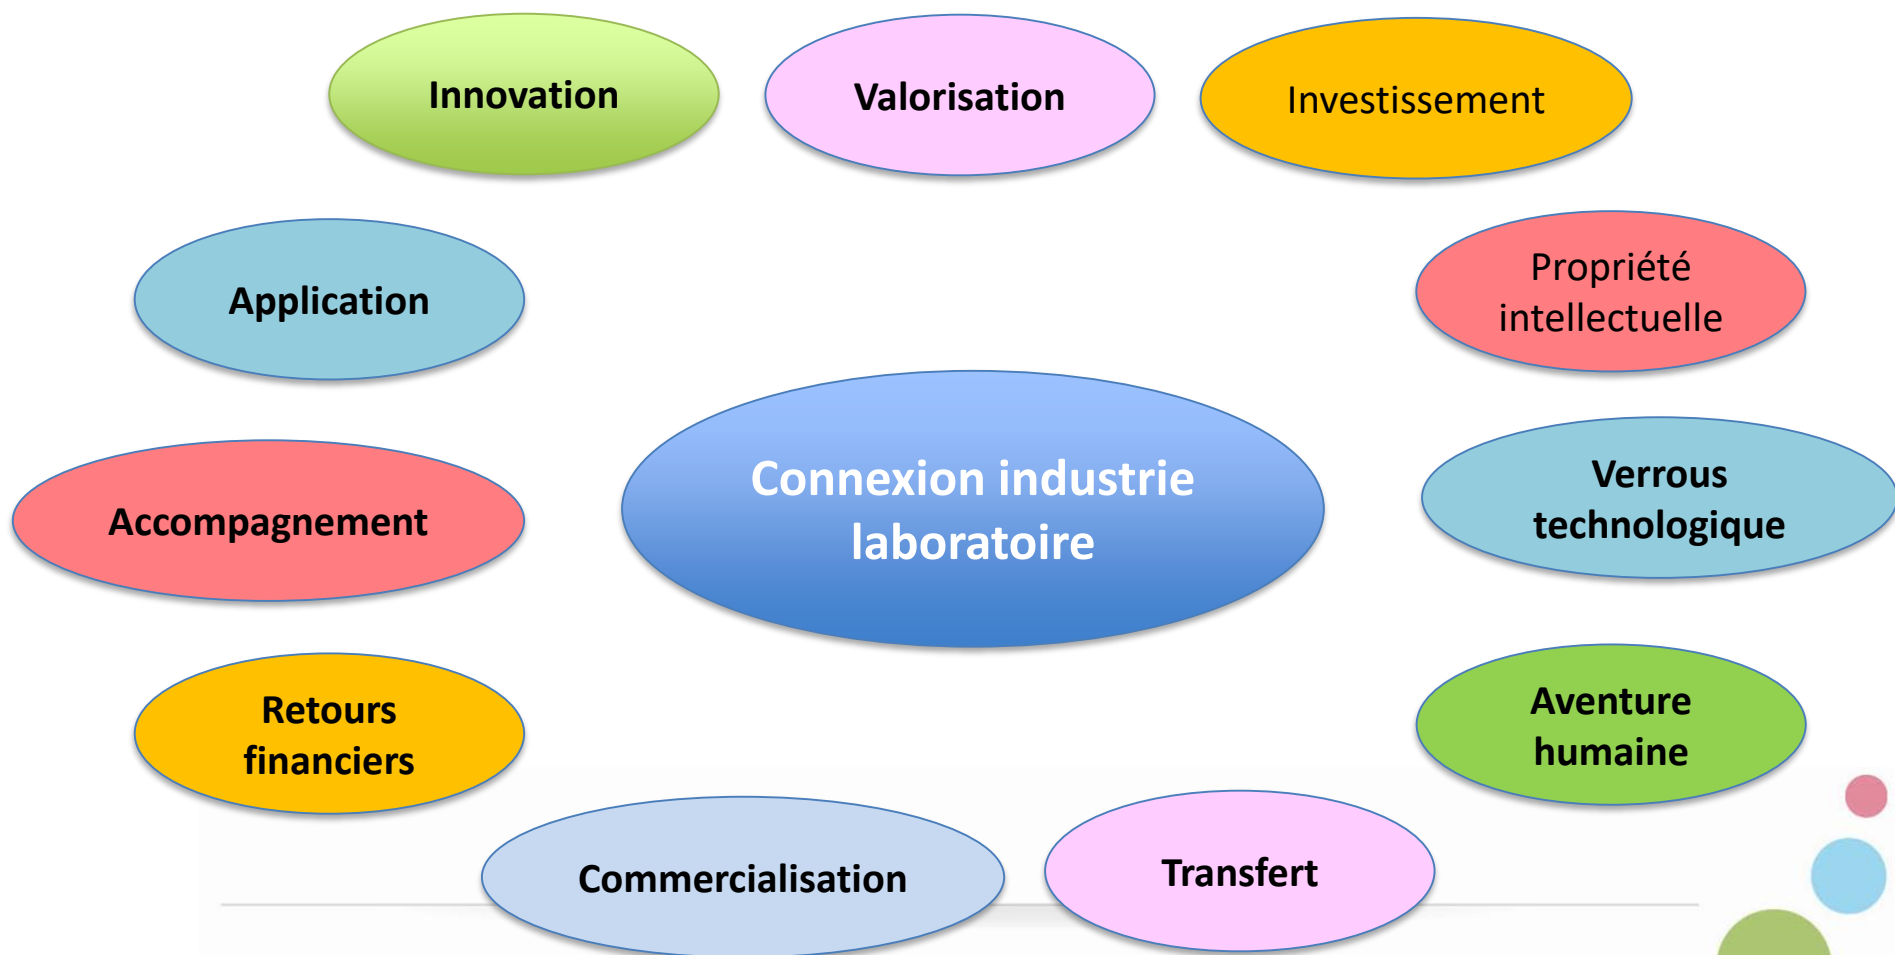 Innovation
Valorisation
Investissement
Application
Propriété
intellectuelle
Accompagnement
Connexion industrie
laboratoire
Verrous
technologique
Retours
financiers
Aventure
humaine
Commercialisation
Transfert